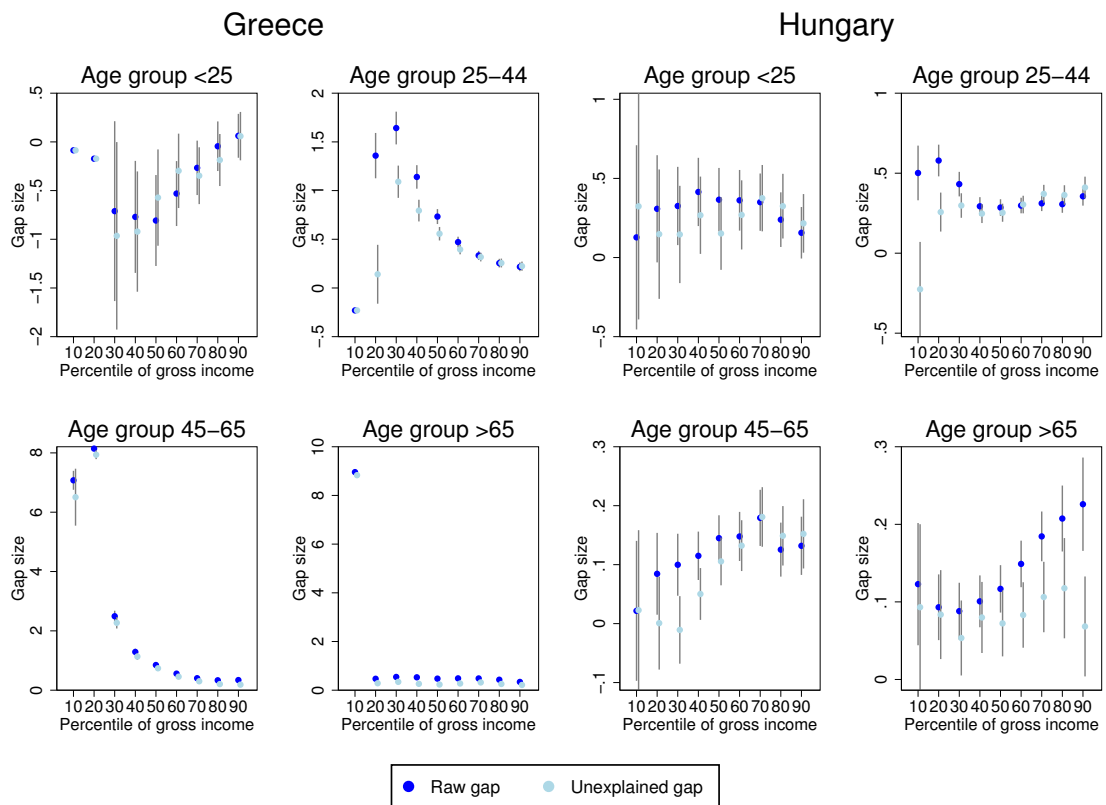 Greece
Hungary
Age group <25
Gap size
.5
0
−.5
−1
−1.5
−2
10 20 30 40 50 60 70 80 90
Percentile of gross income
Age group 25−44
Gap size
2
1.5
1
.5
0
−.5
10 20 30 40 50 60 70 80 90
Percentile of gross income
Age group <25
Gap size
1
.5
0
−.5
10 20 30 40 50 60 70 80 90
Percentile of gross income
Age group 25−44
Gap size
1
.5
0
−.5
10 20 30 40 50 60 70 80 90
Percentile of gross income
Age group 45−65
Gap size
8
6
4
2
0
10 20 30 40 50 60 70 80 90
Percentile of gross income
Age group >65
Gap size
10
8
6
4
2
0
10 20 30 40 50 60 70 80 90
Percentile of gross income
Age group 45−65
Gap size
.3
.2
.1
0
−.1
10 20 30 40 50 60 70 80 90
Percentile of gross income
Age group >65
Gap size
.3
.2
.1
0
10 20 30 40 50 60 70 80 90
Percentile of gross income
Raw gap
Unexplained gap